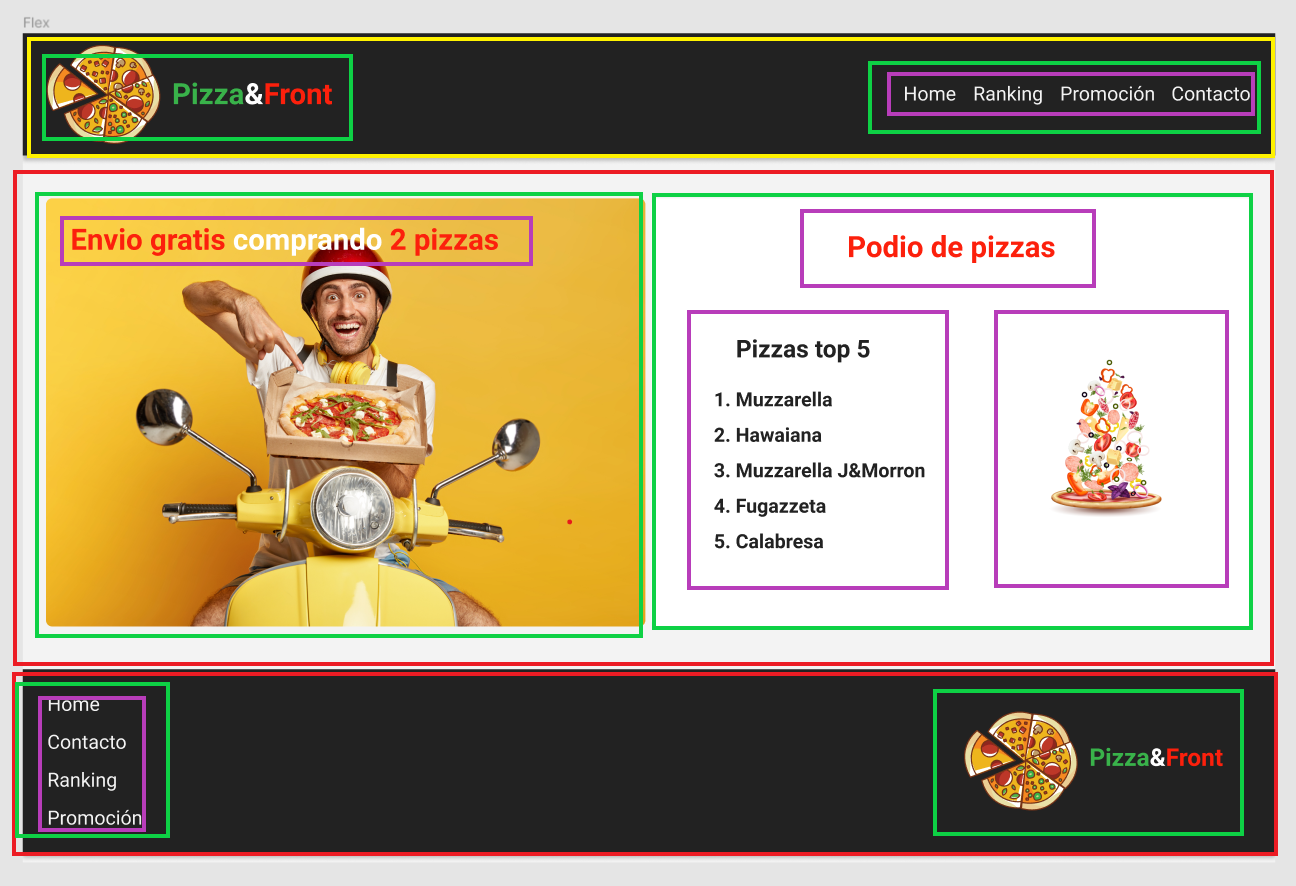 Flex
Pizza&Front
Home Ranking Promoción Contacto
Envio gratis comprando 2 pizzas
Podio de pizzas
Pizzas top 5
1. Muzzarella
2. Hawaiana
3. Muzzarella J&Morron
4. Fugazzeta
5. Calabresa
Home
Contacto
Ranking
Promoción
Pizza&Front